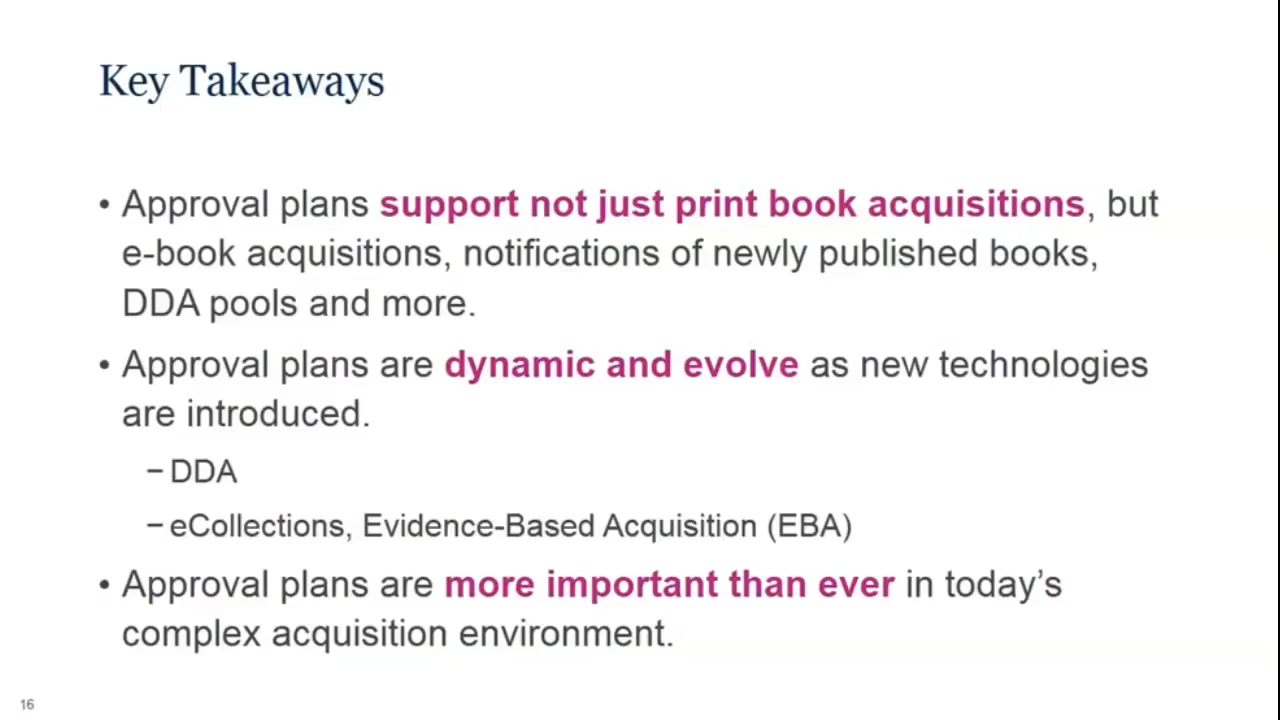 Key Takeaways
• Approval plans support not just print book acquisitions, but
e-book acquisitions, notifications of newly published books,
DDA pools and more.
• Approval plans are dynamic and evolve as new technologies
are introduced.
– DDA
– eCollections, Evidence-Based Acquisition (EBA)
• Approval plans are more important than ever in today’s
complex acquisition environment.
16